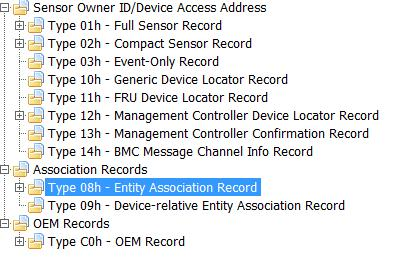 Sensor Owner ID/Device Access Address
Type 01h - Full Sensor Record
Type 02h - Compact Sensor Record
Type 03h - Event-Only Record
Type 10h - Generic Device Locator Record
Type 11h - FRU Device Locator Record
Type 12h - Management Controller Device Locator Record
Type 13h - Management Controller Confirmation Record
Type 14h - BMC Message Channel Info Record
Association Records
Type 08h - Entity Association Record
Type 09h - Device-relative Entity Association Record
OEM Records
Type C0h - OEM Record